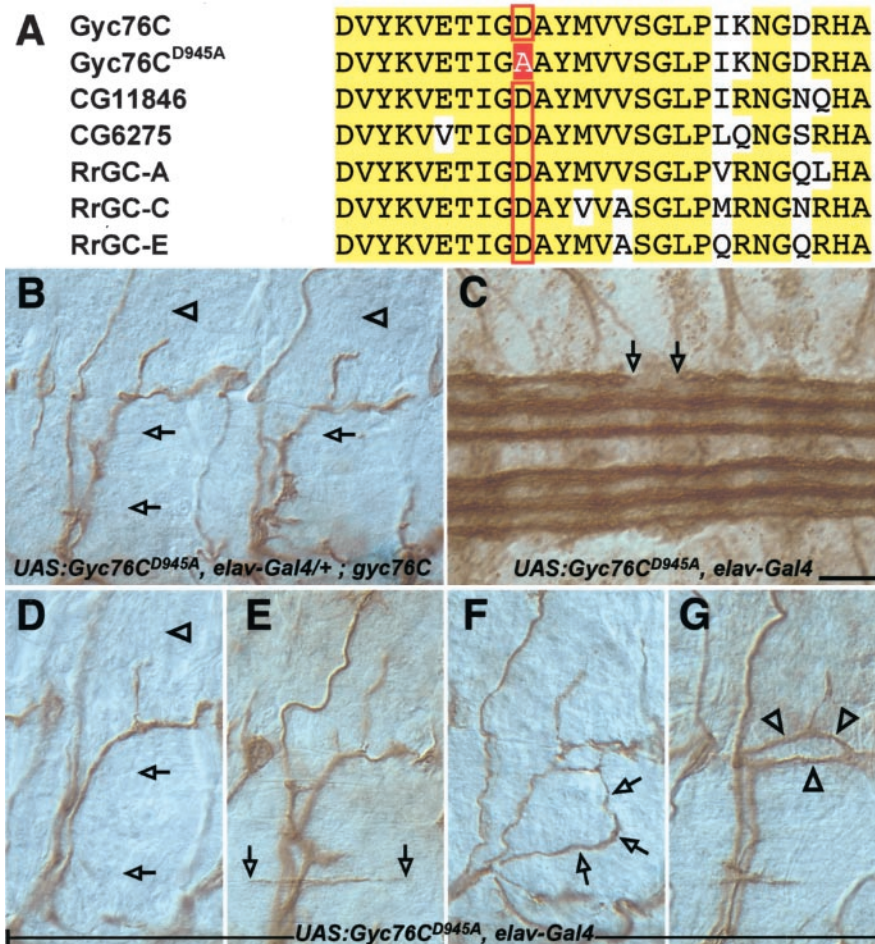 A
Gyc76C DVYKVETIGDAYMVVSGLPIKNGDRHA
Gyc76C^D945A DVYKVETIGAAYMVVSGLPIKNGDRHA
CG11846 DVYKVETIGDAYMVVSGLPIRNGNQHA
CG6275 DVYKVVTIGDAYMVVSGLPLQNGSRHA
RrGC-A DVYKVETIGDAYMVVSGLPVRNGQLHA
RrGC-C DVYKVETIGDAYVVASGLPMRNGNRHA
RrGC-E DVYKVETIGDAYMVASGLPQRNGQRHA
B
UAS:Gyc76C^D945A, elav-Gal4/+ ; gyc76C
C
UAS:Gyc76C^D945A, elav-Gal4
D
E
F
G
UAS:Gyc76C^D945A, elav-Gal4